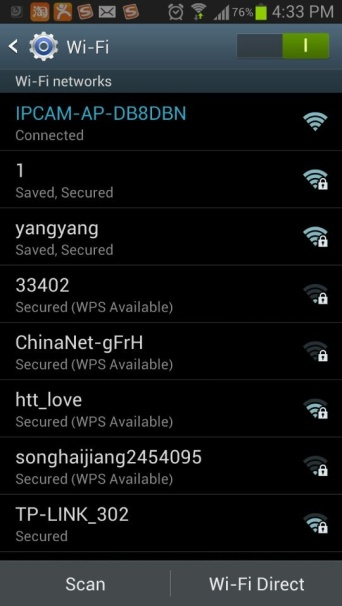 76% 4:33 PM
Wi-Fi
Wi-Fi networks
IPCAM-AP-DB8DBN
Connected
1
Saved, Secured
yangyang
Saved, Secured
33402
Secured (WPS Available)
ChinaNet-gFrH
Secured (WPS Available)
htt_love
Secured (WPS Available)
songhaijiang2454095
Secured (WPS Available)
TP-LINK_302
Secured
Scan Wi-Fi Direct